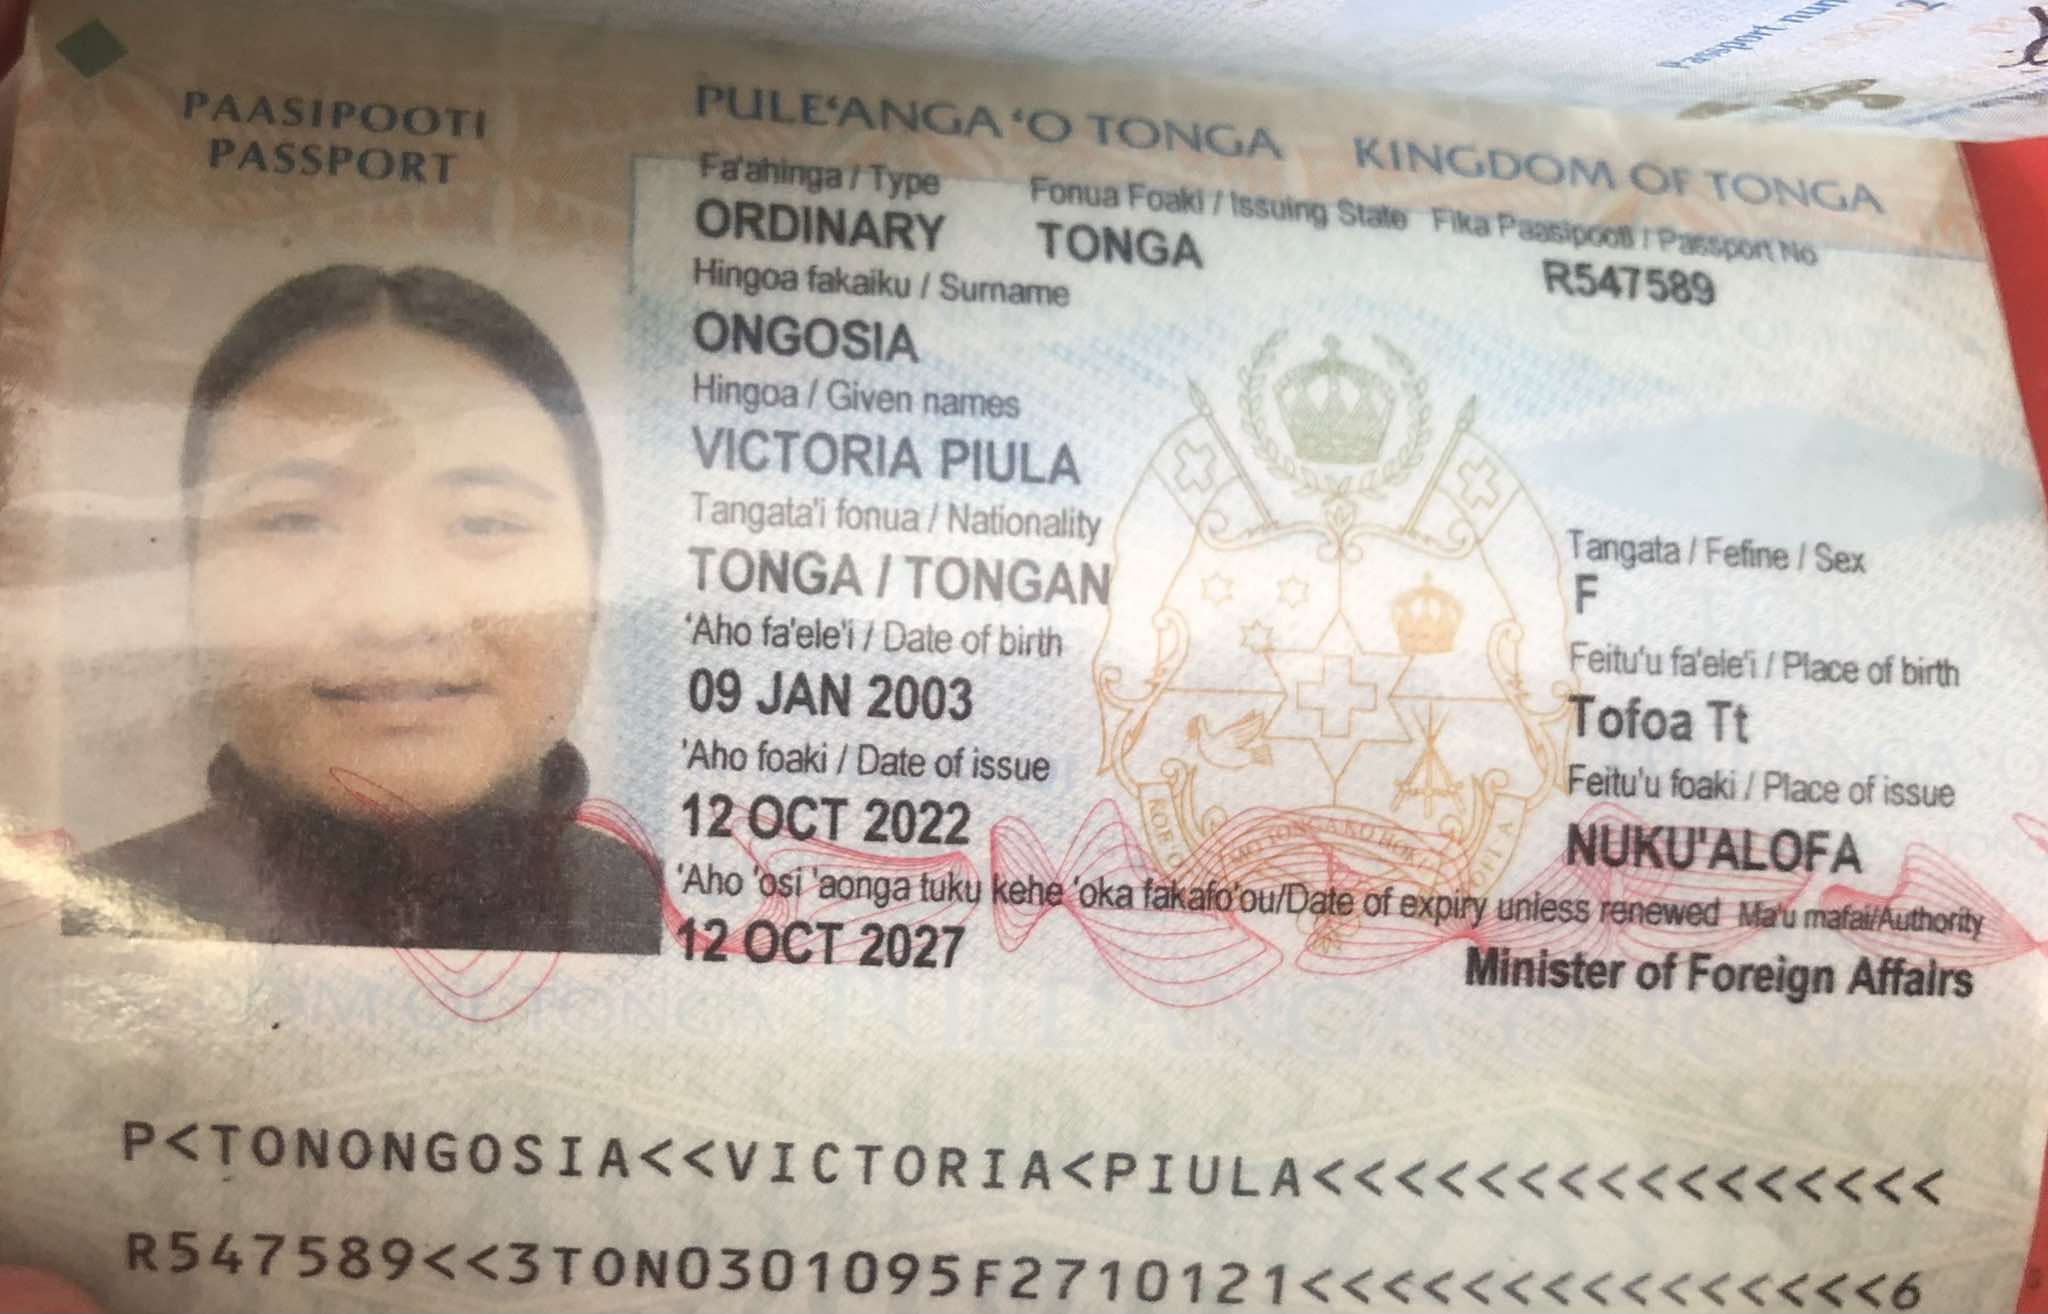 Passport num
PAASIPOOTI
PASSPORT
PULE'ANGA 'O TONGA KINGDOM OF TONGA
Fa'ahinga / Type Fonua Foaki / Issuing State Fika Paasipooti / Passport No
ORDINARY TONGA R547589
Hingoa fakaiku / Surname
ONGOSIA
Hingoa / Given names
VICTORIA PIULA
Tangata'i fonua / Nationality Tangata / Fefine / Sex
TONGA / TONGAN F
'Aho fa'ele'i / Date of birth Feitu'u fa'ele'i / Place of birth
09 JAN 2003 Tofoa Tt
'Aho foaki / Date of issue Feitu'u foaki / Place of issue
12 OCT 2022 NUKU'ALOFA
'Aho 'osi 'aonga tuku kehe 'oka fakafo'ou/Date of expiry unless renewed Ma'u mafai/Authority
12 OCT 2027 Minister of Foreign Affairs
P<TONONGOSIA<<VICTORIA<PIULA<<<<<<<<<<<<<<<<
R547589<<3TON0301095F2710121<<<<<<<<<<<<<<<6